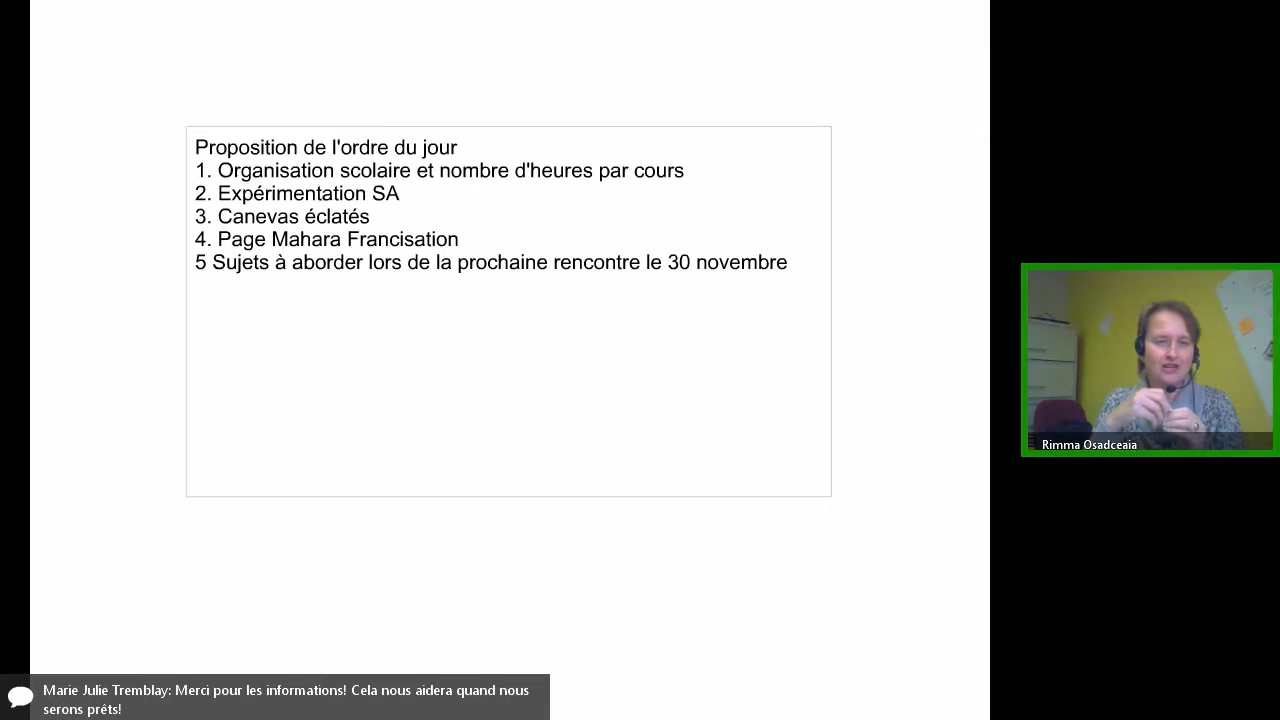 Proposition de l'ordre du jour
1. Organisation scolaire et nombre d'heures par cours
2. Expérimentation SA
3. Canevas éclatés
4. Page Mahara Francisation
5 Sujets à aborder lors de la prochaine rencontre le 30 novembre
Rimma Osadceaia
Marie Julie Tremblay: Merci pour les informations! Cela nous aidera quand nous
serons prêts!